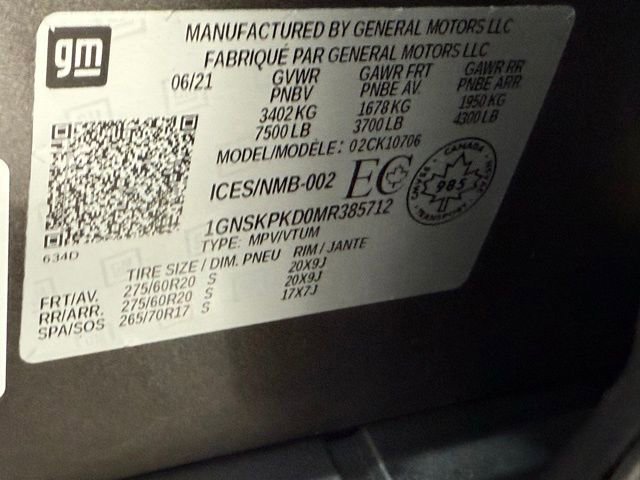 gm
MANUFACTURED BY GENERAL MOTORS LLC
FABRIQUÉ PAR GENERAL MOTORS LLC
06/21 GVWR GAWR FRT GAWR RR
PNBV PNBE AV. PNBE ARR
3402 KG 1678 KG 1950 KG
7500 LB 3700 LB 4300 LB
MODEL/MODÈLE: 02CK10706
ICES/NMB-002 EC CANADA 985 TRANSPORT
1GNSKPKD0MR385712
TYPE: MPV/VTUM
634D
TIRE SIZE / DIM. PNEU RIM / JANTE
FRT/AV. 275/60R20 S 20X9J
RR/ARR. 275/60R20 S 20X9J
SPA/SOS 265/70R17 S 17X7J